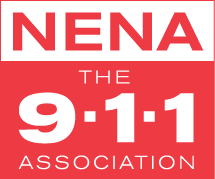 NENA
THE
9·1·1
ASSOCIATION